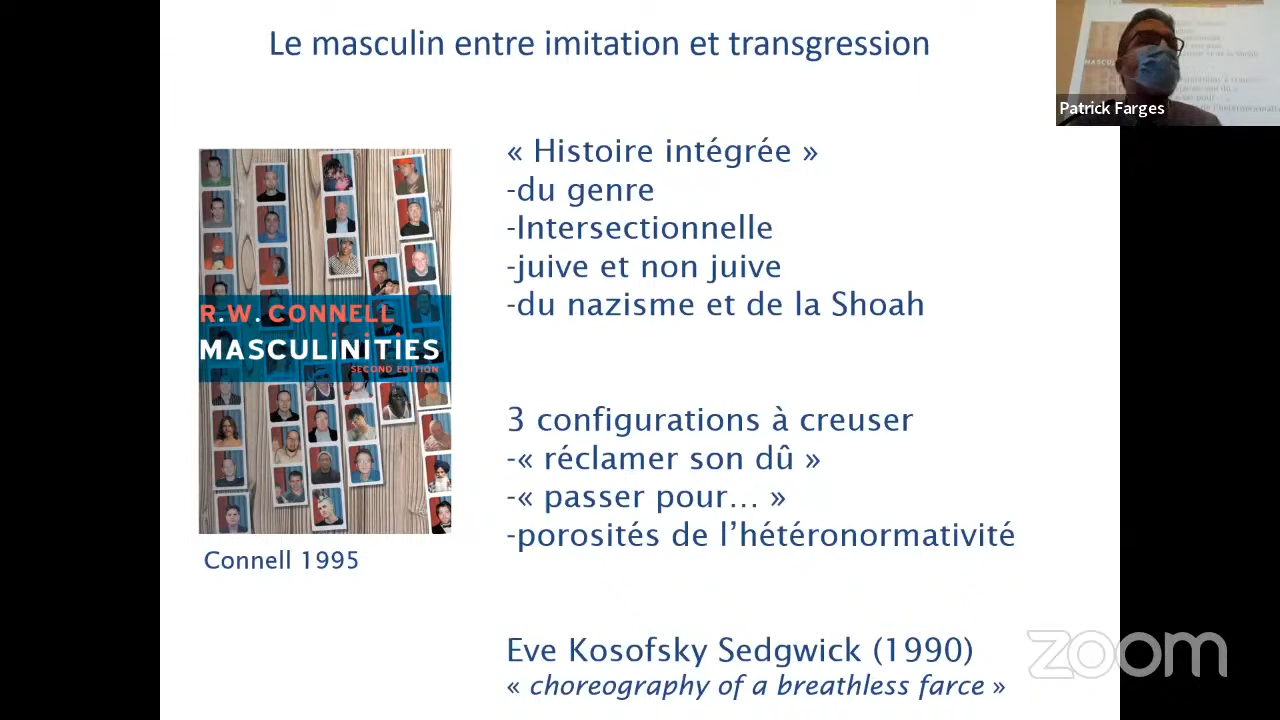 Le masculin entre imitation et transgression
Patrick Farges
« Histoire intégrée »
-du genre
-Intersectionnelle
-juive et non juive
-du nazisme et de la Shoah
R.W. CONNELL
MASCULINITIES
SECOND EDITION
Connell 1995
3 configurations à creuser
-« réclamer son dû »
-« passer pour… »
-porosités de l’hétéronormativité
Eve Kosofsky Sedgwick (1990)
« choreography of a breathless farce »
zoom